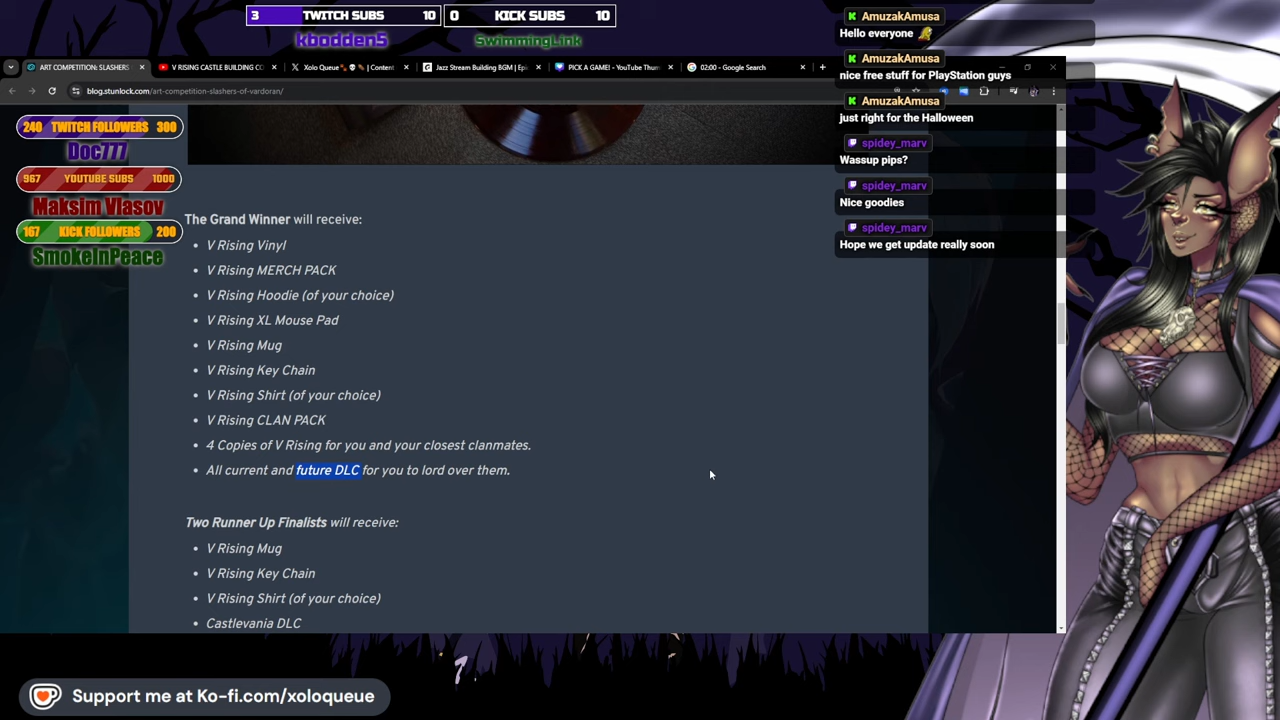 3 TWITCH SUBS 10
kbodden5
0 KICK SUBS 10
SwimmingLink
ART COMPETITION: SLASHERS
V RISING CASTLE BUILDING CO
Xolo Queue | Content
Jazz Stream Building BGM | Epi
PICK A GAME! - YouTube Thum
02:00 - Google Search
blog.stunlock.com/art-competition-slashers-of-vardoran/
240 TWITCH FOLLOWERS 300
Doc777
967 YOUTUBE SUBS 1000
Maksim Vlasov
167 KICK FOLLOWERS 200
SmokeInPeace
The Grand Winner will receive:
• V Rising Vinyl
• V Rising MERCH PACK
• V Rising Hoodie (of your choice)
• V Rising XL Mouse Pad
• V Rising Mug
• V Rising Key Chain
• V Rising Shirt (of your choice)
• V Rising CLAN PACK
• 4 Copies of V Rising for you and your closest clanmates.
• All current and future DLC for you to lord over them.
Two Runner Up Finalists will receive:
• V Rising Mug
• V Rising Key Chain
• V Rising Shirt (of your choice)
• Castlevania DLC
AmuzakAmusa
Hello everyone
AmuzakAmusa
nice free stuff for PlayStation guys
AmuzakAmusa
just right for the Halloween
spidey_marv
Wassup pips?
spidey_marv
Nice goodies
spidey_marv
Hope we get update really soon
Support me at Ko-fi.com/xoloqueue